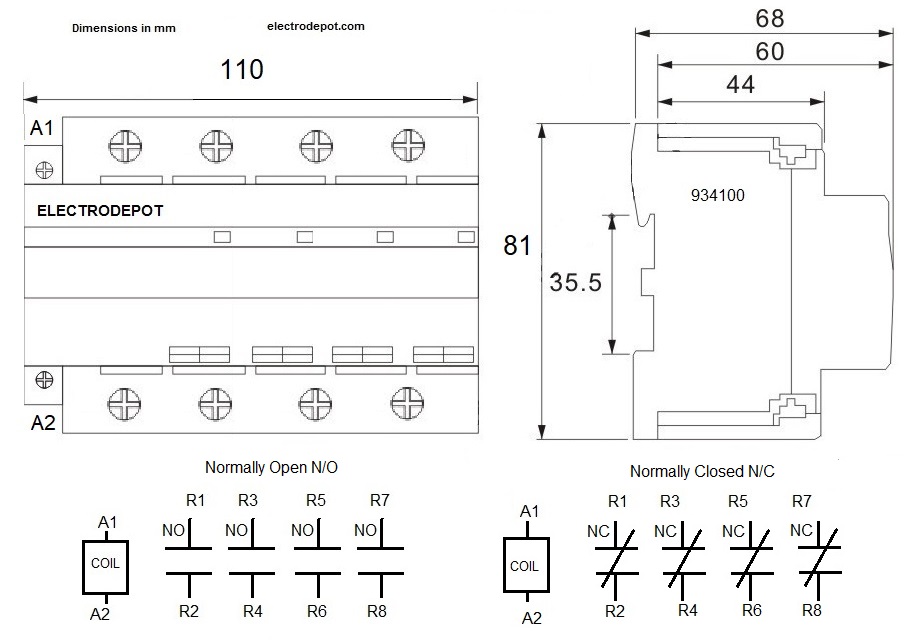 Dimensions in mm
electrodepot.com
110
68
60
44
A1
ELECTRODEPOT
A2
81
35.5
934100
Normally Open N/O
A1
COIL
A2
R1 R3 R5 R7
NO NO NO NO
R2 R4 R6 R8
Normally Closed N/C
A1
COIL
A2
R1 R3 R5 R7
NC NC NC NC
R2 R4 R6 R8